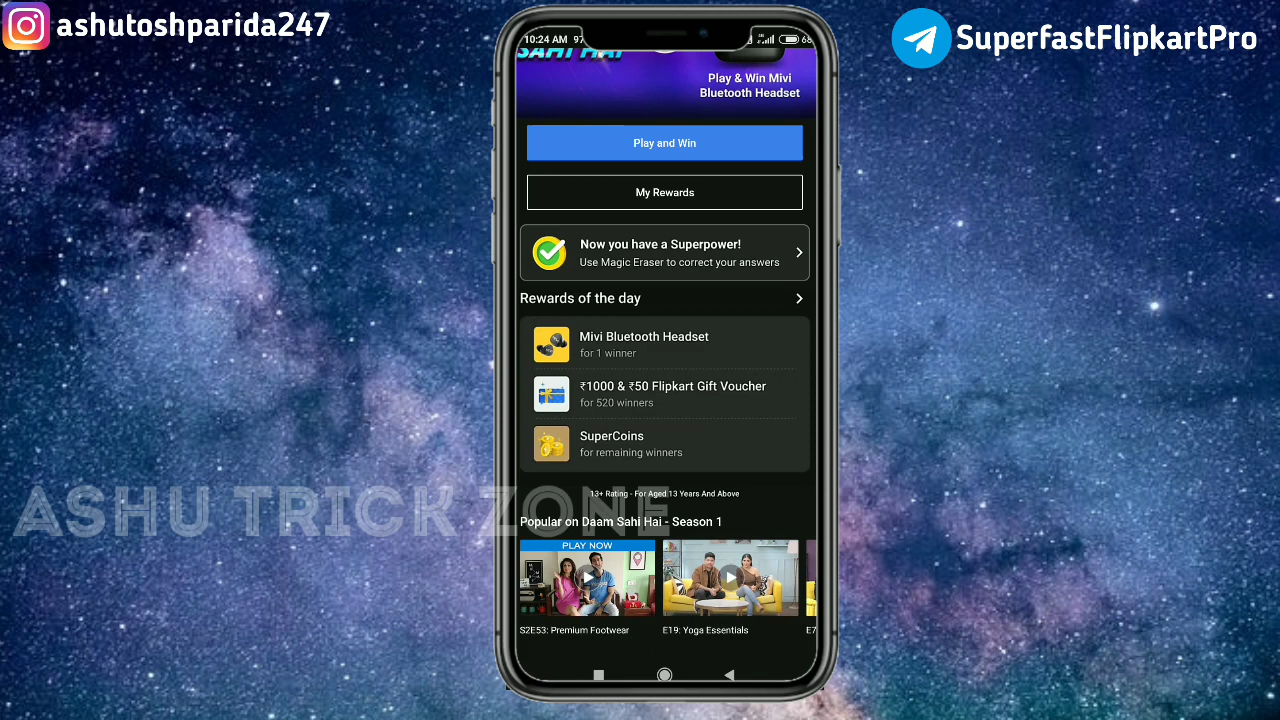 ashutoshparida247
SuperfastFlipkartPro
10:24 AM 97
68
SAHI HAI
Play & Win Mivi
Bluetooth Headset
Play and Win
My Rewards
Now you have a Superpower!
Use Magic Eraser to correct your answers
Rewards of the day
Mivi Bluetooth Headset
for 1 winner
₹1000 & ₹50 Flipkart Gift Voucher
for 520 winners
SuperCoins
for remaining winners
13+ Rating - For Aged 13 Years And Above
ASHU TRICK ZONE
Popular on Daam Sahi Hai - Season 1
PLAY NOW
S2E53: Premium Footwear
E19: Yoga Essentials
E7